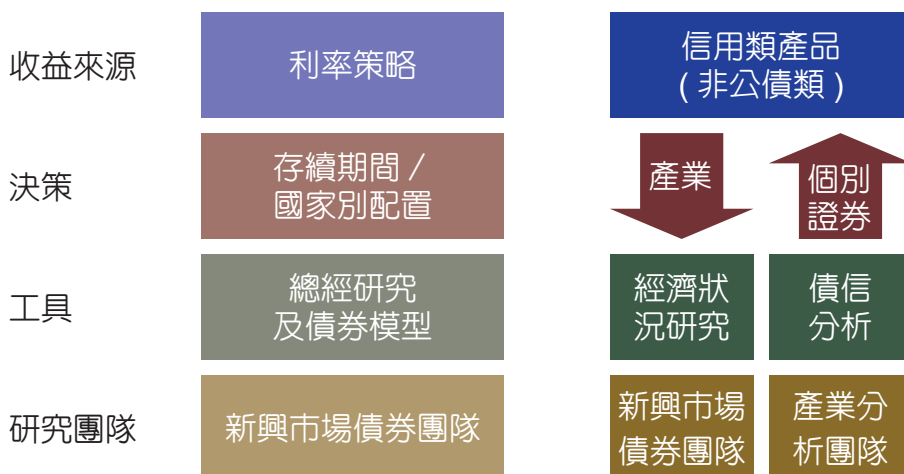 收益來源
利率策略
信用類產品
( 非公債類 )
決策
存續期間 /
國家別配置
產業
個別
證券
工具
總經研究
及債券模型
經濟狀
況研究
債信
分析
研究團隊
新興市場債券團隊
新興市場
債券團隊
產業分
析團隊